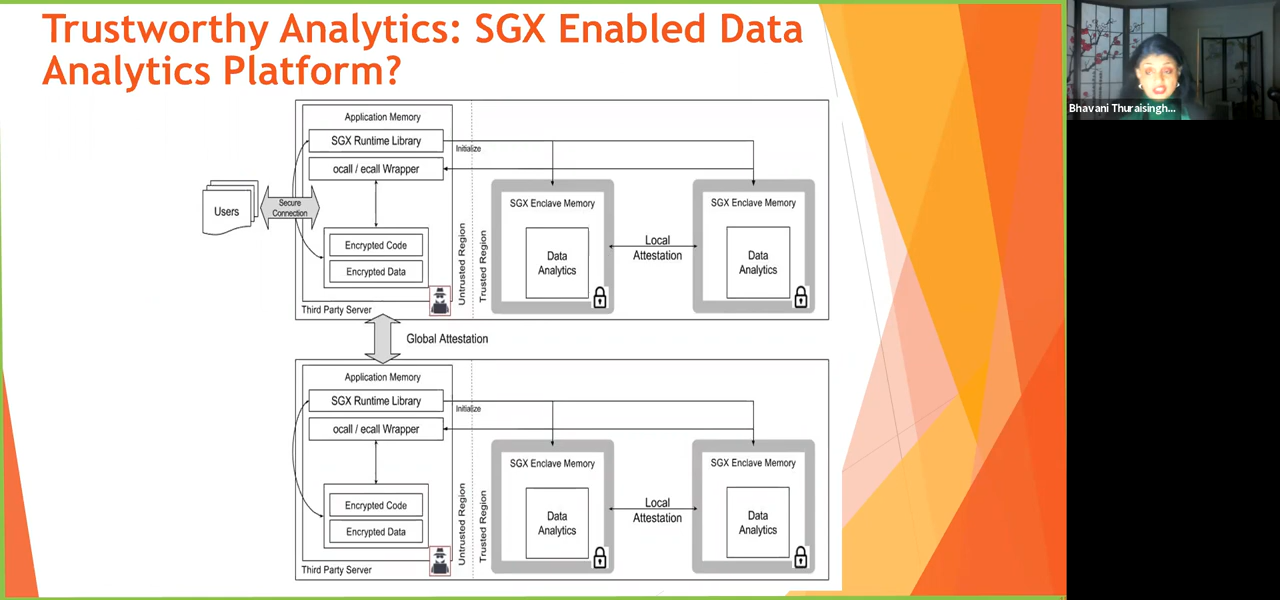 Trustworthy Analytics: SGX Enabled Data
Analytics Platform?
Bhavani Thuraisingh...
Application Memory
SGX Runtime Library
Initialize
ocall / ecall Wrapper
Users
Secure
Connection
Encrypted Code
Encrypted Data
Untrusted Region
Trusted Region
SGX Enclave Memory
Data
Analytics
Local
Attestation
SGX Enclave Memory
Data
Analytics
Third Party Server
Global Attestation
Application Memory
SGX Runtime Library
Initialize
ocall / ecall Wrapper
Encrypted Code
Encrypted Data
Untrusted Region
Trusted Region
SGX Enclave Memory
Data
Analytics
Local
Attestation
SGX Enclave Memory
Data
Analytics
Third Party Server